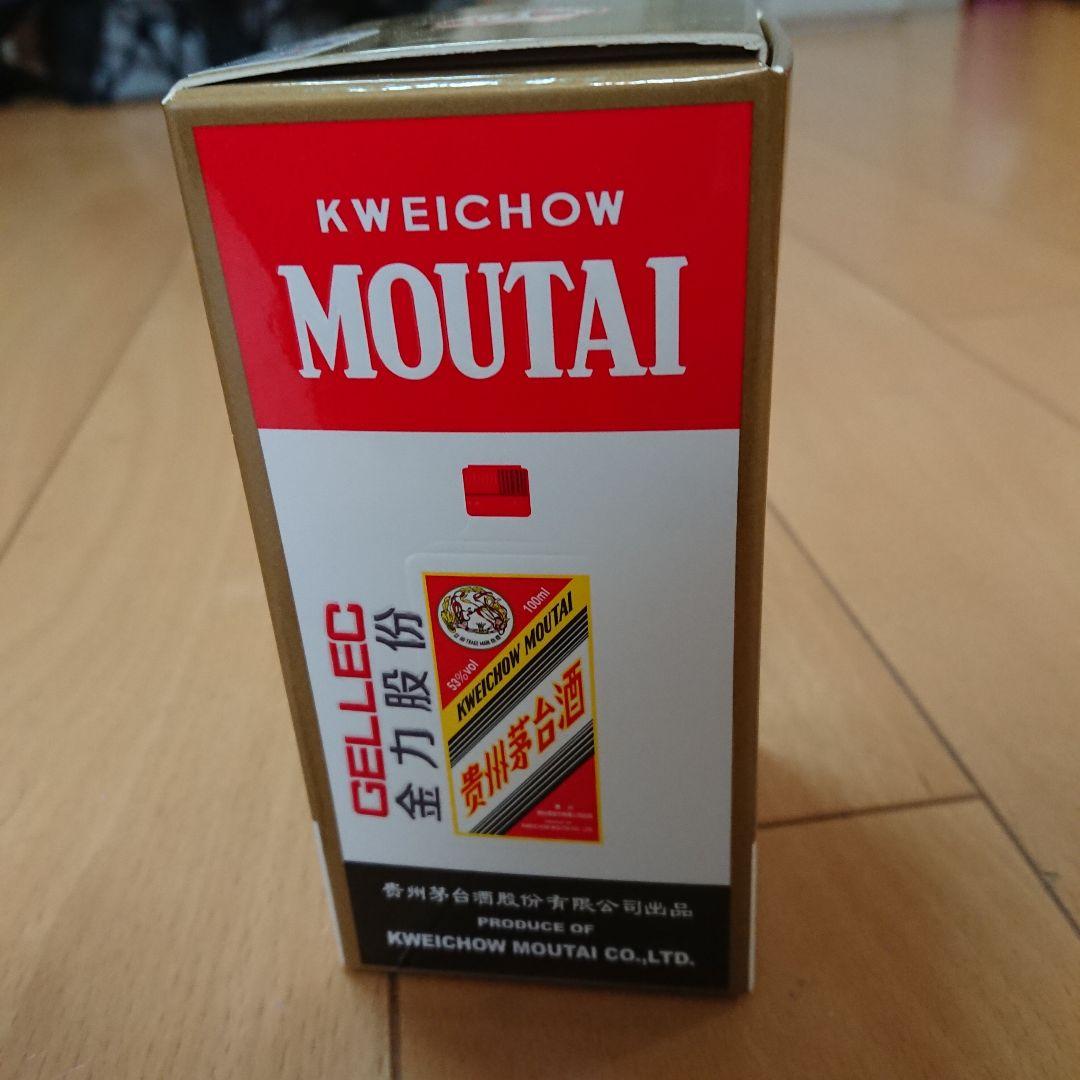 KWEICHOW
MOUTAI
GELLEC
金力股份
100ml
53%vol
KWEICHOW MOUTAI
贵州茅台酒
贵州茅台酒股份有限公司出品
PRODUCE OF
KWEICHOW MOUTAI CO.,LTD.